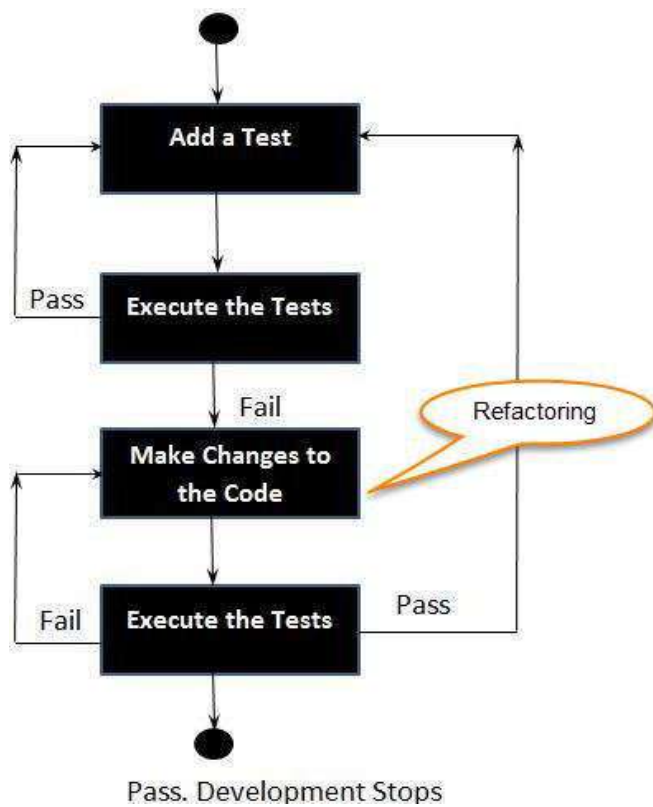 Add a Test
Pass
Execute the Tests
Fail
Refactoring
Make Changes to
the Code
Execute the Tests
Pass
Fail
Pass. Development Stops